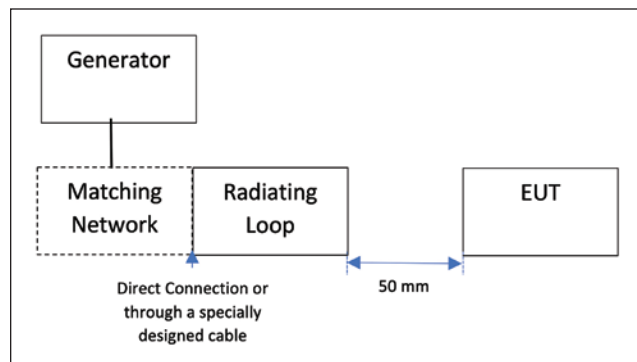 Generator
Matching
Network
Radiating
Loop
EUT
Direct Connection or
through a specially
designed cable
50 mm